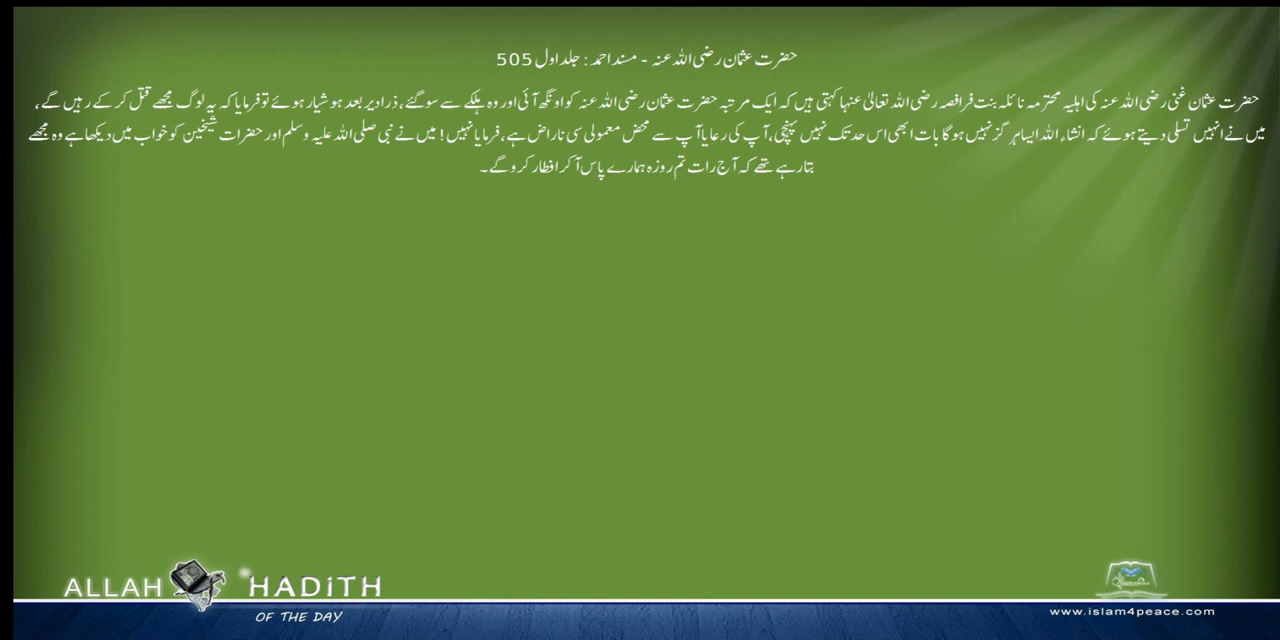 حضرت عثمان رضی اللہ عنہ - مسند احمد: جلد اول 505
حضرت عثمان غنی رضی اللہ عنہ کی اہلیہ محترمہ نائلہ بنت فرافصہ رضی اللہ تعالیٰ عنہا کہتی ہیں کہ ایک مرتبہ حضرت عثمان رضی اللہ عنہ کو اونگھ آئی اور وہ ہلکے سے سو گئے، ذرا دیر بعد ہوشیار ہوئے تو فرمایا کہ یہ لوگ مجھے قتل کر کے رہیں گے،
میں نے انہیں تسلی دیتے ہوئے کہ انشاء اللہ ایسا ہرگز نہیں ہوگا بات ابھی اس حد تک نہیں پہنچی، آپ کی رعایا آپ سے محض معمولی سی ناراض ہے، فرمایا نہیں! میں نے نبی صلی اللہ علیہ وسلم اور حضرات شیخین کو خواب میں دیکھا ہے وہ مجھے
بتا رہے تھے کہ آج رات تم روزہ ہمارے پاس آ کر افطار کرو گے۔
ALLAH HADiTH
OF THE DAY
www.islam4peace.com